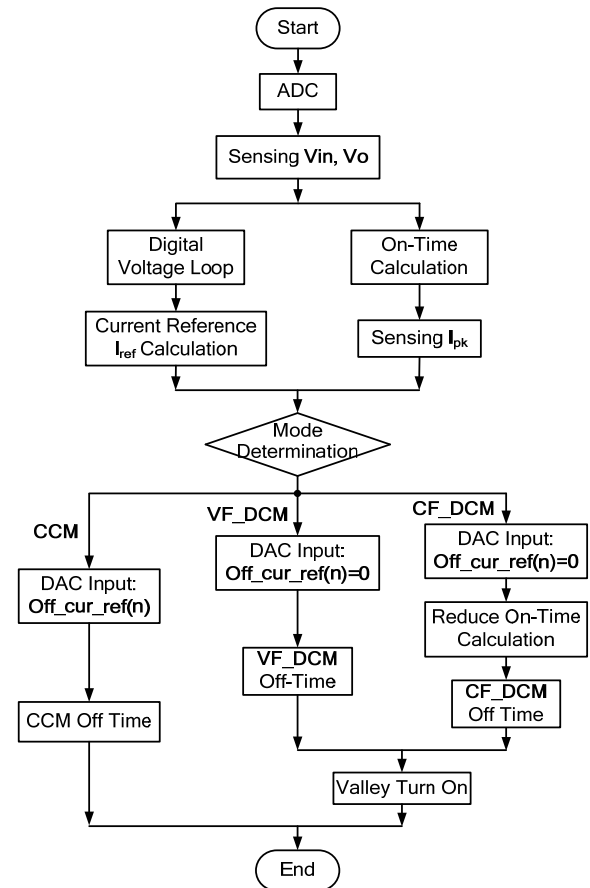 Start
ADC
Sensing Vin, Vo
Digital
Voltage Loop
On-Time
Calculation
Current Reference
Iref Calculation
Sensing Ipk
Mode
Determination
CCM
VF_DCM
CF_DCM
DAC Input:
Off_cur_ref(n)
DAC Input:
Off_cur_ref(n)=0
DAC Input:
Off_cur_ref(n)=0
Reduce On-Time
Calculation
VF_DCM
Off-Time
CF_DCM
Off Time
CCM Off Time
Valley Turn On
End